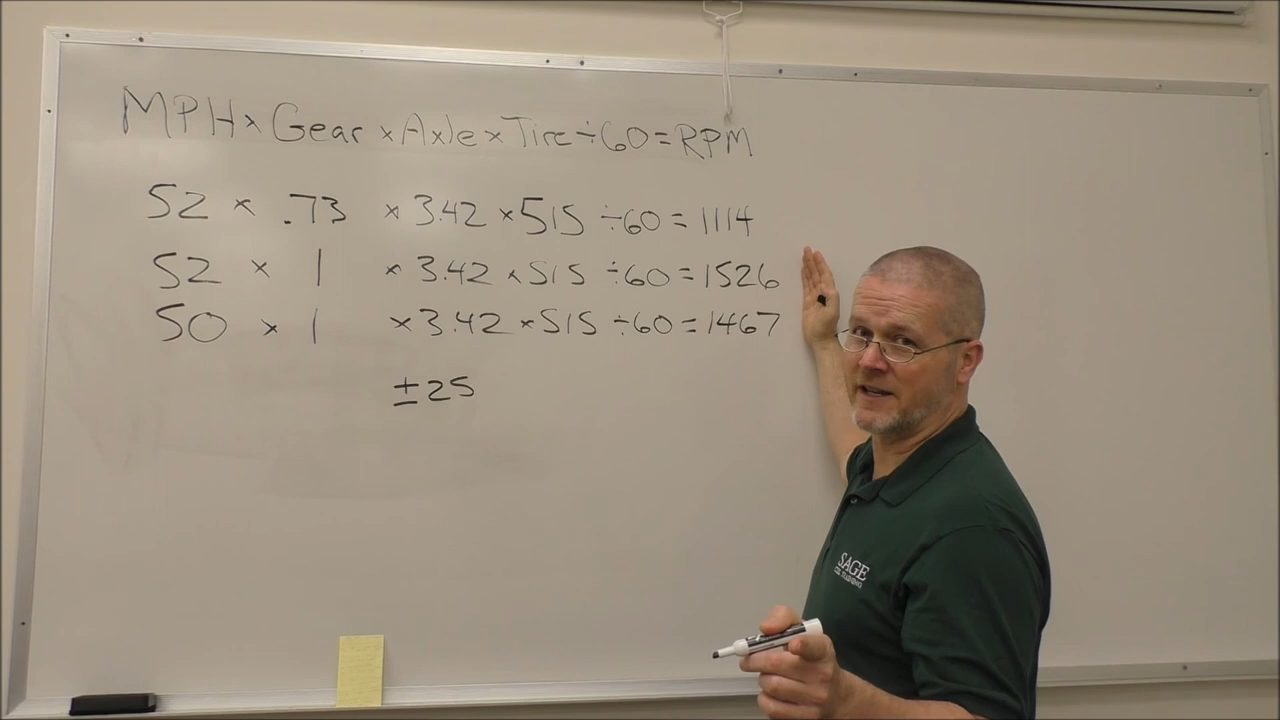 MPH × Gear × Axle × Tire ÷ 60 = RPM
52 × .73 × 3.42 × 515 ÷ 60 = 1114
52 × 1 × 3.42 × 515 ÷ 60 = 1526
50 × 1 × 3.42 × 515 ÷ 60 = 1467
± 25
SAGE
TRAINING